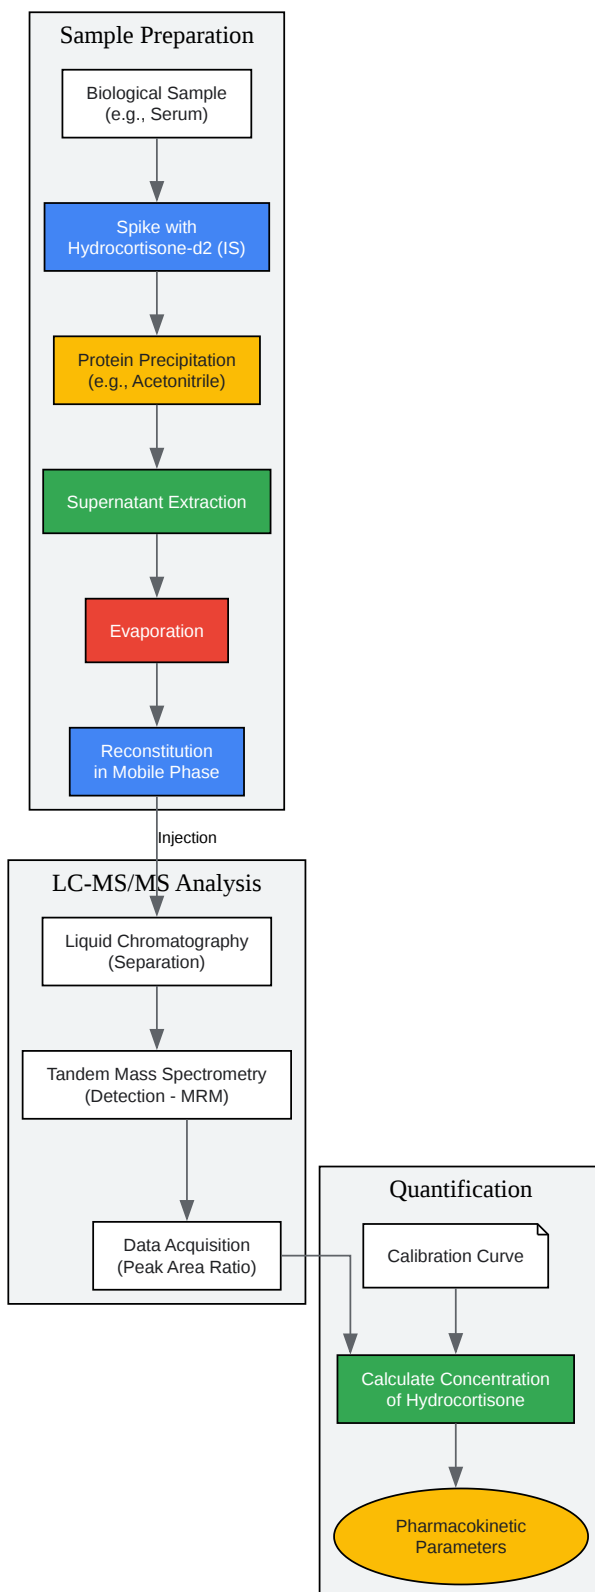 Sample Preparation
Biological Sample
(e.g., Serum)
Spike with
Hydrocortisone-d2 (IS)
Protein Precipitation
(e.g., Acetonitrile)
Supernatant Extraction
Evaporation
Reconstitution
in Mobile Phase
Injection
LC-MS/MS Analysis
Liquid Chromatography
(Separation)
Tandem Mass Spectrometry
(Detection - MRM)
Data Acquisition
(Peak Area Ratio)
Quantification
Calibration Curve
Calculate Concentration
of Hydrocortisone
Pharmacokinetic
Parameters